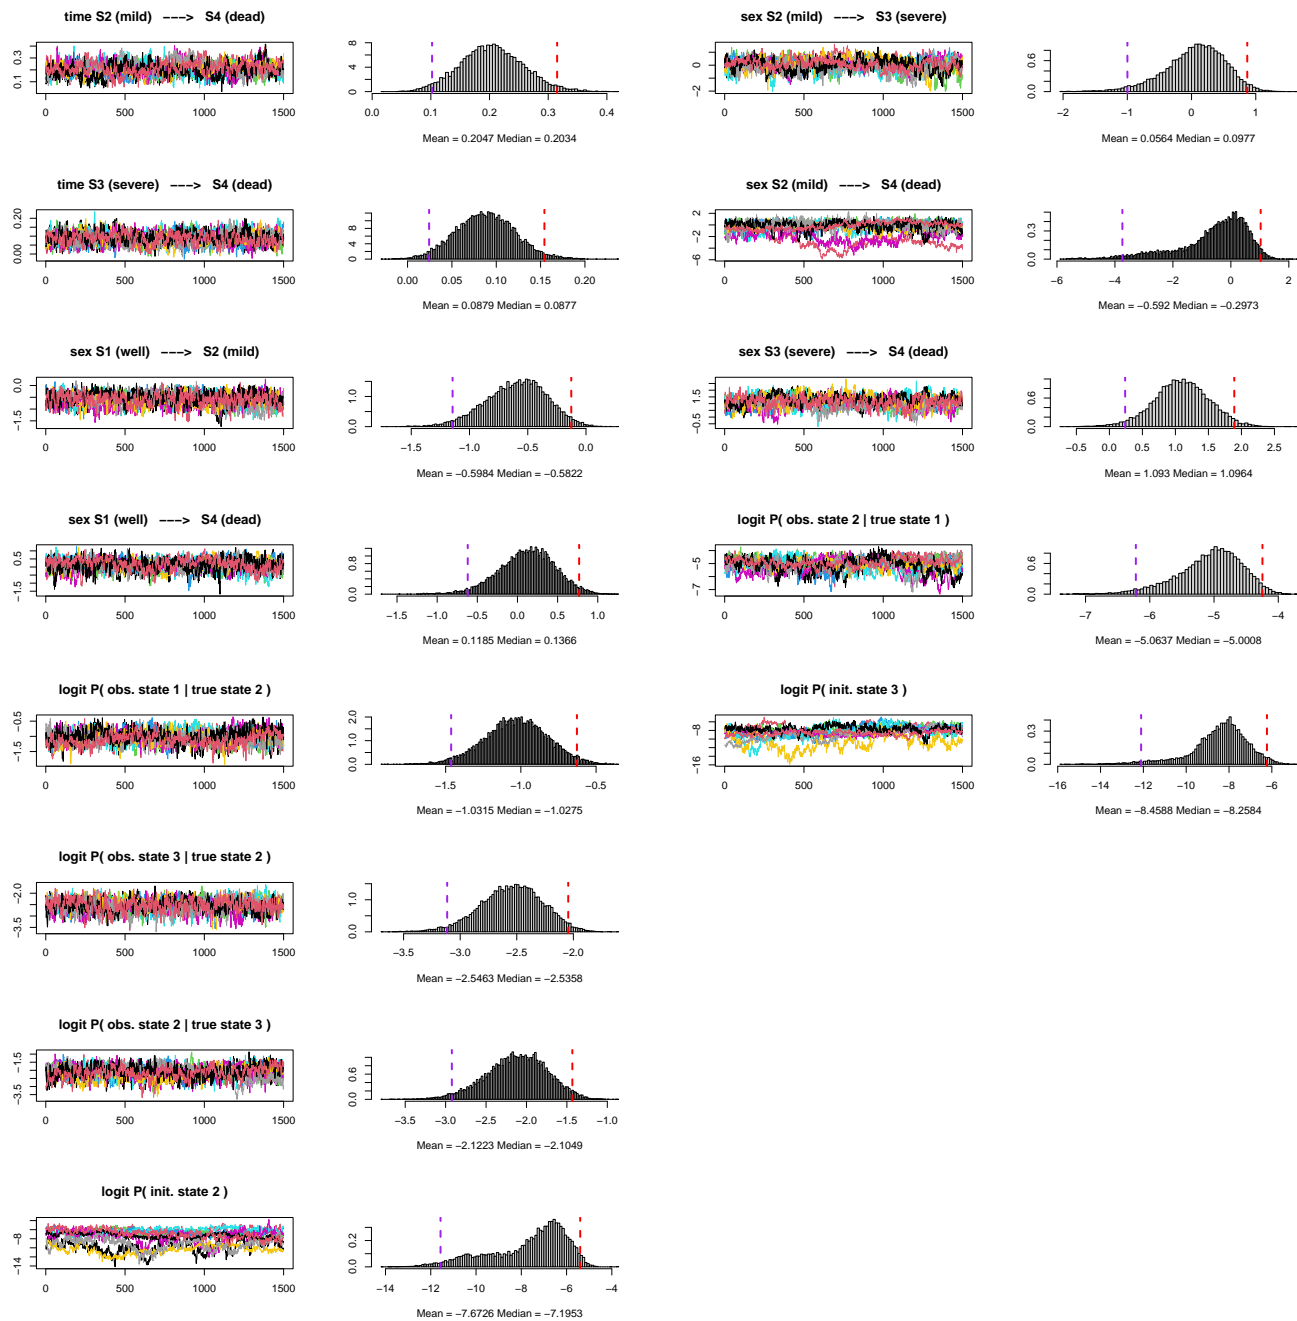 time S2 (mild) −−−> S4 (dead)
0.1 0.3
0 500 1000 1500
0 4 8
0.0 0.1 0.2 0.3 0.4
Mean = 0.2047 Median = 0.2034
sex S2 (mild) −−−> S3 (severe)
−2 0
0 500 1000 1500
0.0 0.6
−2 −1 0 1
Mean = 0.0564 Median = 0.0977
time S3 (severe) −−−> S4 (dead)
0.00 0.20
0 500 1000 1500
0 4 8
0.00 0.05 0.10 0.15 0.20
Mean = 0.0879 Median = 0.0877
sex S2 (mild) −−−> S4 (dead)
−6 −2 2
0 500 1000 1500
0.0 0.3
−6 −4 −2 0 2
Mean = −0.592 Median = −0.2973
sex S1 (well) −−−> S2 (mild)
−1.5 0.0
0 500 1000 1500
0.0 1.0
−1.5 −1.0 −0.5 0.0
Mean = −0.5984 Median = −0.5822
sex S3 (severe) −−−> S4 (dead)
−0.5 1.5
0 500 1000 1500
0.0 0.6
−0.5 0.0 0.5 1.0 1.5 2.0 2.5
Mean = 1.093 Median = 1.0964
sex S1 (well) −−−> S4 (dead)
−1.5 0.5
0 500 1000 1500
0.0 0.8
−1.5 −1.0 −0.5 0.0 0.5 1.0
Mean = 0.1185 Median = 0.1366
logit P( obs. state 2 | true state 1 )
−7 −5
0 500 1000 1500
0.0 0.6
−7 −6 −5 −4
Mean = −5.0637 Median = −5.0008
logit P( obs. state 1 | true state 2 )
−1.5 −0.5
0 500 1000 1500
0.0 1.0 2.0
−1.5 −1.0 −0.5
Mean = −1.0315 Median = −1.0275
logit P( init. state 3 )
−16 −8
0 500 1000 1500
0.0 0.3
−16 −14 −12 −10 −8 −6
Mean = −8.4588 Median = −8.2584
logit P( obs. state 3 | true state 2 )
−3.5 −2.0
0 500 1000 1500
0.0 1.0
−3.5 −3.0 −2.5 −2.0
Mean = −2.5463 Median = −2.5358
logit P( obs. state 2 | true state 3 )
−3.5 −1.5
0 500 1000 1500
0.0 0.6
−3.5 −3.0 −2.5 −2.0 −1.5 −1.0
Mean = −2.1223 Median = −2.1049
logit P( init. state 2 )
−14 −8
0 500 1000 1500
0.0 0.2
−14 −12 −10 −8 −6 −4
Mean = −7.6726 Median = −7.1953